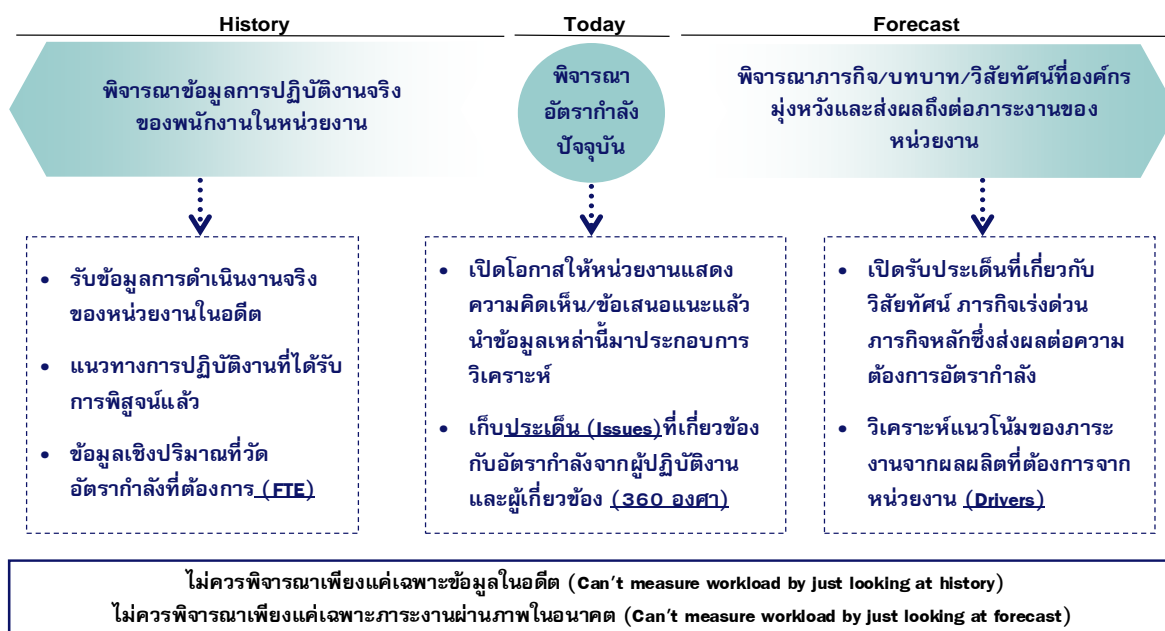 History
Today
Forecast
พิจารณาข้อมูลการปฏิบัติงานจริง
ของพนักงานในหน่วยงาน
พิจารณา
อัตรากำลัง
ปัจจุบัน
พิจารณาภารกิจ/บทบาท/วิสัยทัศน์ที่องค์กร
มุ่งหวังและส่งผลถึงต่อภาระงานของ
หน่วยงาน
• รับข้อมูลการดำเนินงานจริง
ของหน่วยงานในอดีต
• แนวทางการปฏิบัติงานที่ได้รับ
การพิสูจน์แล้ว
• ข้อมูลเชิงปริมาณที่วัด
อัตรากำลังที่ต้องการ (FTE)
• เปิดโอกาสให้หน่วยงานแสดง
ความคิดเห็น/ข้อเสนอแนะแล้ว
นำข้อมูลเหล่านี้มาประกอบการ
วิเคราะห์
• เก็บประเด็น (Issues)ที่เกี่ยวข้อง
กับอัตรากำลังจากผู้ปฏิบัติงาน
และผู้เกี่ยวข้อง (360 องศา)
• เปิดรับประเด็นที่เกี่ยวกับ
วิสัยทัศน์ ภารกิจเร่งด่วน
ภารกิจหลักซึ่งส่งผลต่อความ
ต้องการอัตรากำลัง
• วิเคราะห์แนวโน้มของภาระ
งานจากผลผลิตที่ต้องการจาก
หน่วยงาน (Drivers)
ไม่ควรพิจารณาเพียงแค่เฉพาะข้อมูลในอดีต (Can't measure workload by just looking at history)
ไม่ควรพิจารณาเพียงแค่เฉพาะภาระงานผ่านภาพในอนาคต (Can't measure workload by just looking at forecast)